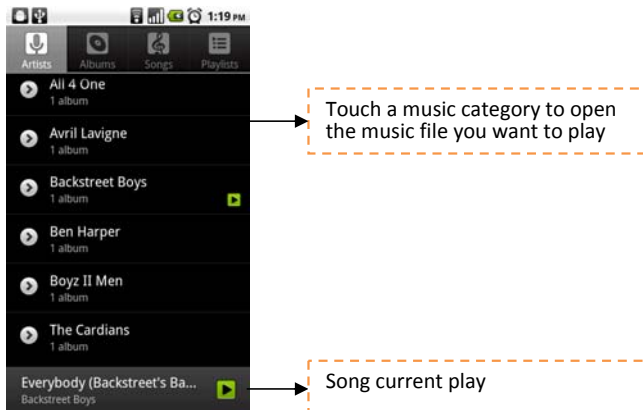 1:19 PM
Artists Albums Songs Playlists
All 4 One
1 album
Avril Lavigne
1 album
Backstreet Boys
1 album
Ben Harper
1 album
Boyz II Men
1 album
The Cardians
1 album
Everybody (Backstreet's Ba...
Backstreet Boys
Touch a music category to open
the music file you want to play
Song current play